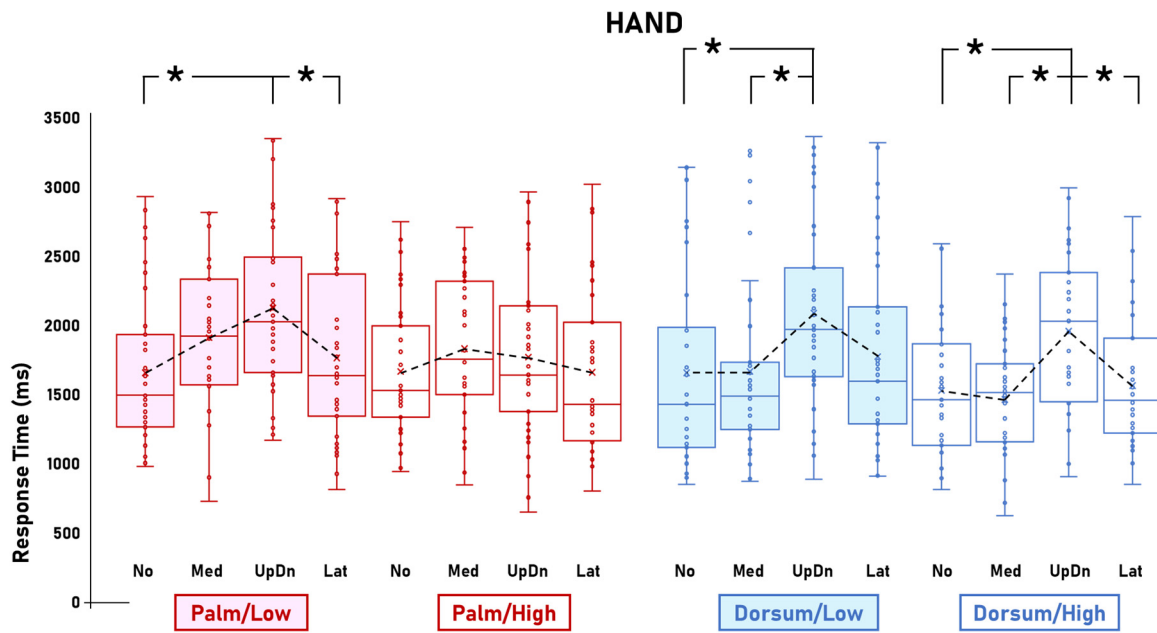 HAND
* * * * * * *
3500
3000
2500
2000
1500
1000
500
0
Response Time (ms)
No Med UpDn Lat No Med UpDn Lat No Med UpDn Lat No Med UpDn Lat
Palm/Low Palm/High Dorsum/Low Dorsum/High